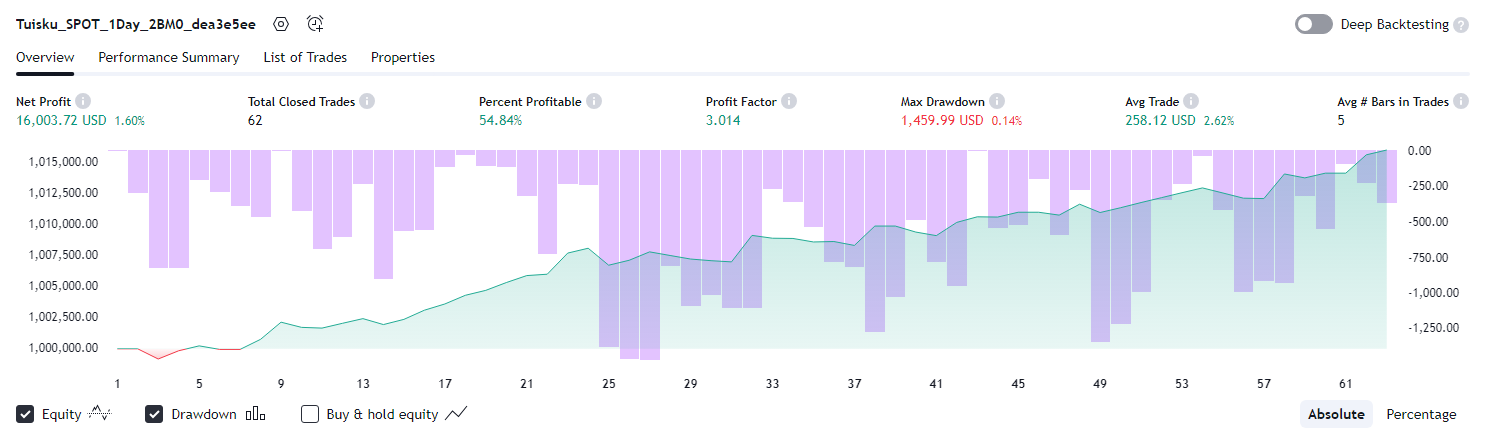 Tuisku_SPOT_1Day_2BM0_dea3e5ee
Deep Backtesting ?
Overview Performance Summary List of Trades Properties
Net Profit i Total Closed Trades i Percent Profitable i Profit Factor i Max Drawdown i Avg Trade i Avg # Bars in Trades i
16,003.72 USD 1.60% 62 54.84% 3.014 1,459.99 USD 0.14% 258.12 USD 2.62% 5
1,015,000.00 0.00
1,012,500.00 -250.00
1,010,000.00 -500.00
1,007,500.00 -750.00
1,005,000.00 -1,000.00
1,002,500.00 -1,250.00
1,000,000.00
1 5 9 13 17 21 25 29 33 37 41 45 49 53 57 61
Equity Drawdown Buy & hold equity Absolute Percentage